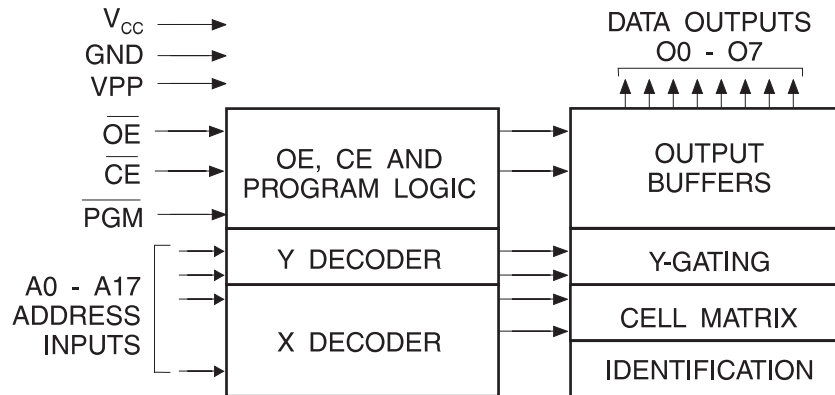 V_CC
GND
VPP
OE
CE
PGM
A0 - A17
ADDRESS
INPUTS
OE, CE AND
PROGRAM LOGIC
Y DECODER
X DECODER
DATA OUTPUTS
O0 - O7
OUTPUT
BUFFERS
Y-GATING
CELL MATRIX
IDENTIFICATION